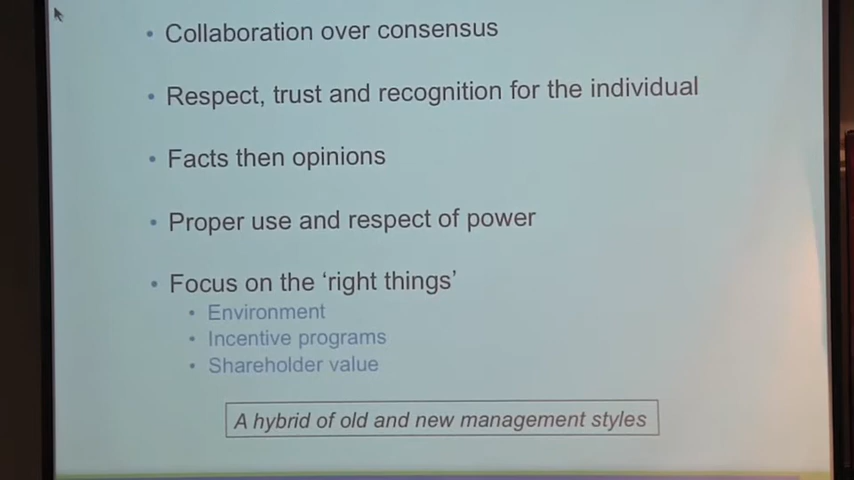 • Collaboration over consensus
• Respect, trust and recognition for the individual
• Facts then opinions
• Proper use and respect of power
• Focus on the ‘right things’
• Environment
• Incentive programs
• Shareholder value
A hybrid of old and new management styles